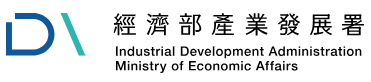 經濟部產業發展署
Industrial Development Administration
Ministry of Economic Affairs